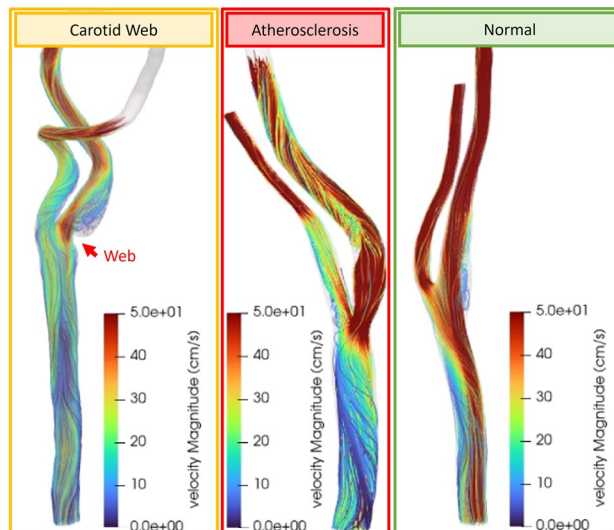 Carotid Web
Atherosclerosis
Normal
Web
5.0e+01
40
30
20
10
0.0e+00
velocity Magnitude (cm/s)
5.0e+01
40
30
20
10
0.0e+00
velocity Magnitude (cm/s)
5.0e+01
40
30
20
10
0.0e+00
velocity Magnitude (cm/s)